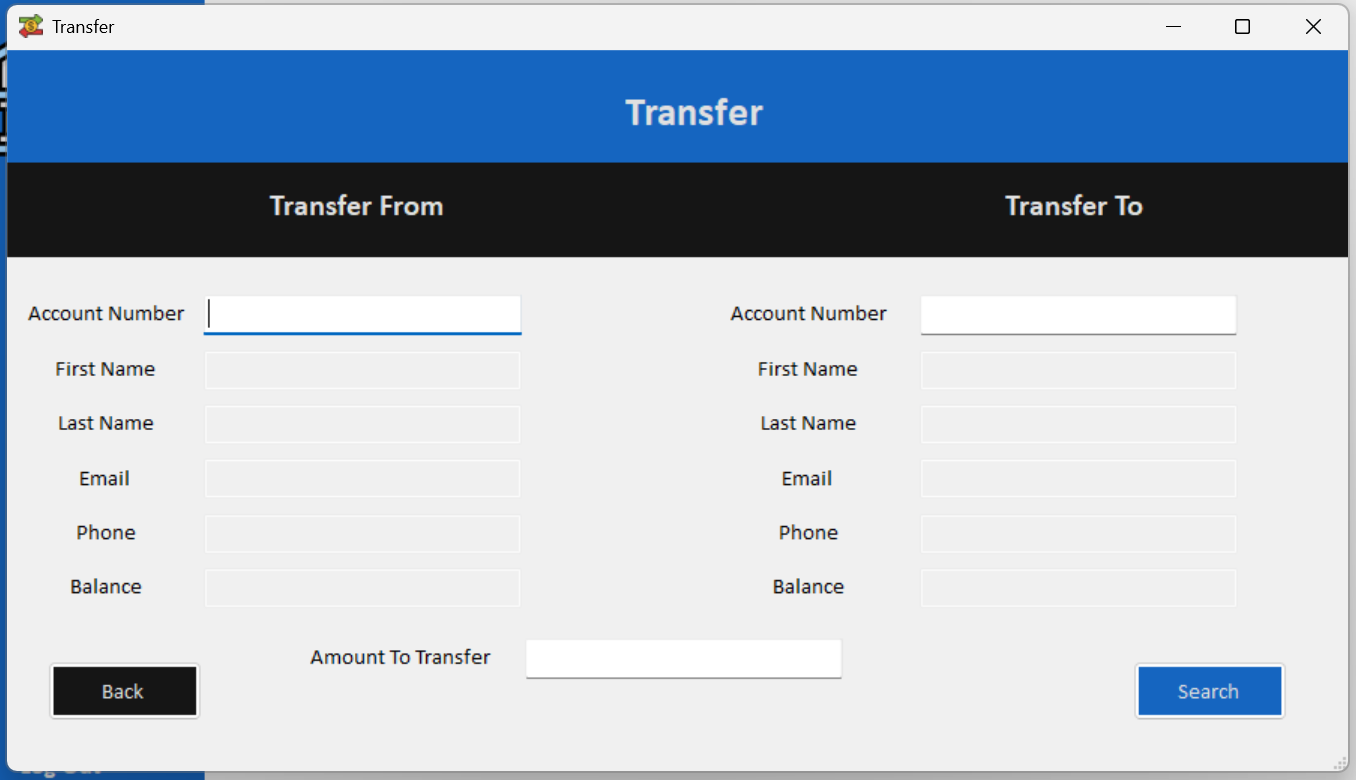 Transfer
Transfer
Transfer From
Transfer To
Account Number
First Name
Last Name
Email
Phone
Balance
Account Number
First Name
Last Name
Email
Phone
Balance
Amount To Transfer
Back
Search